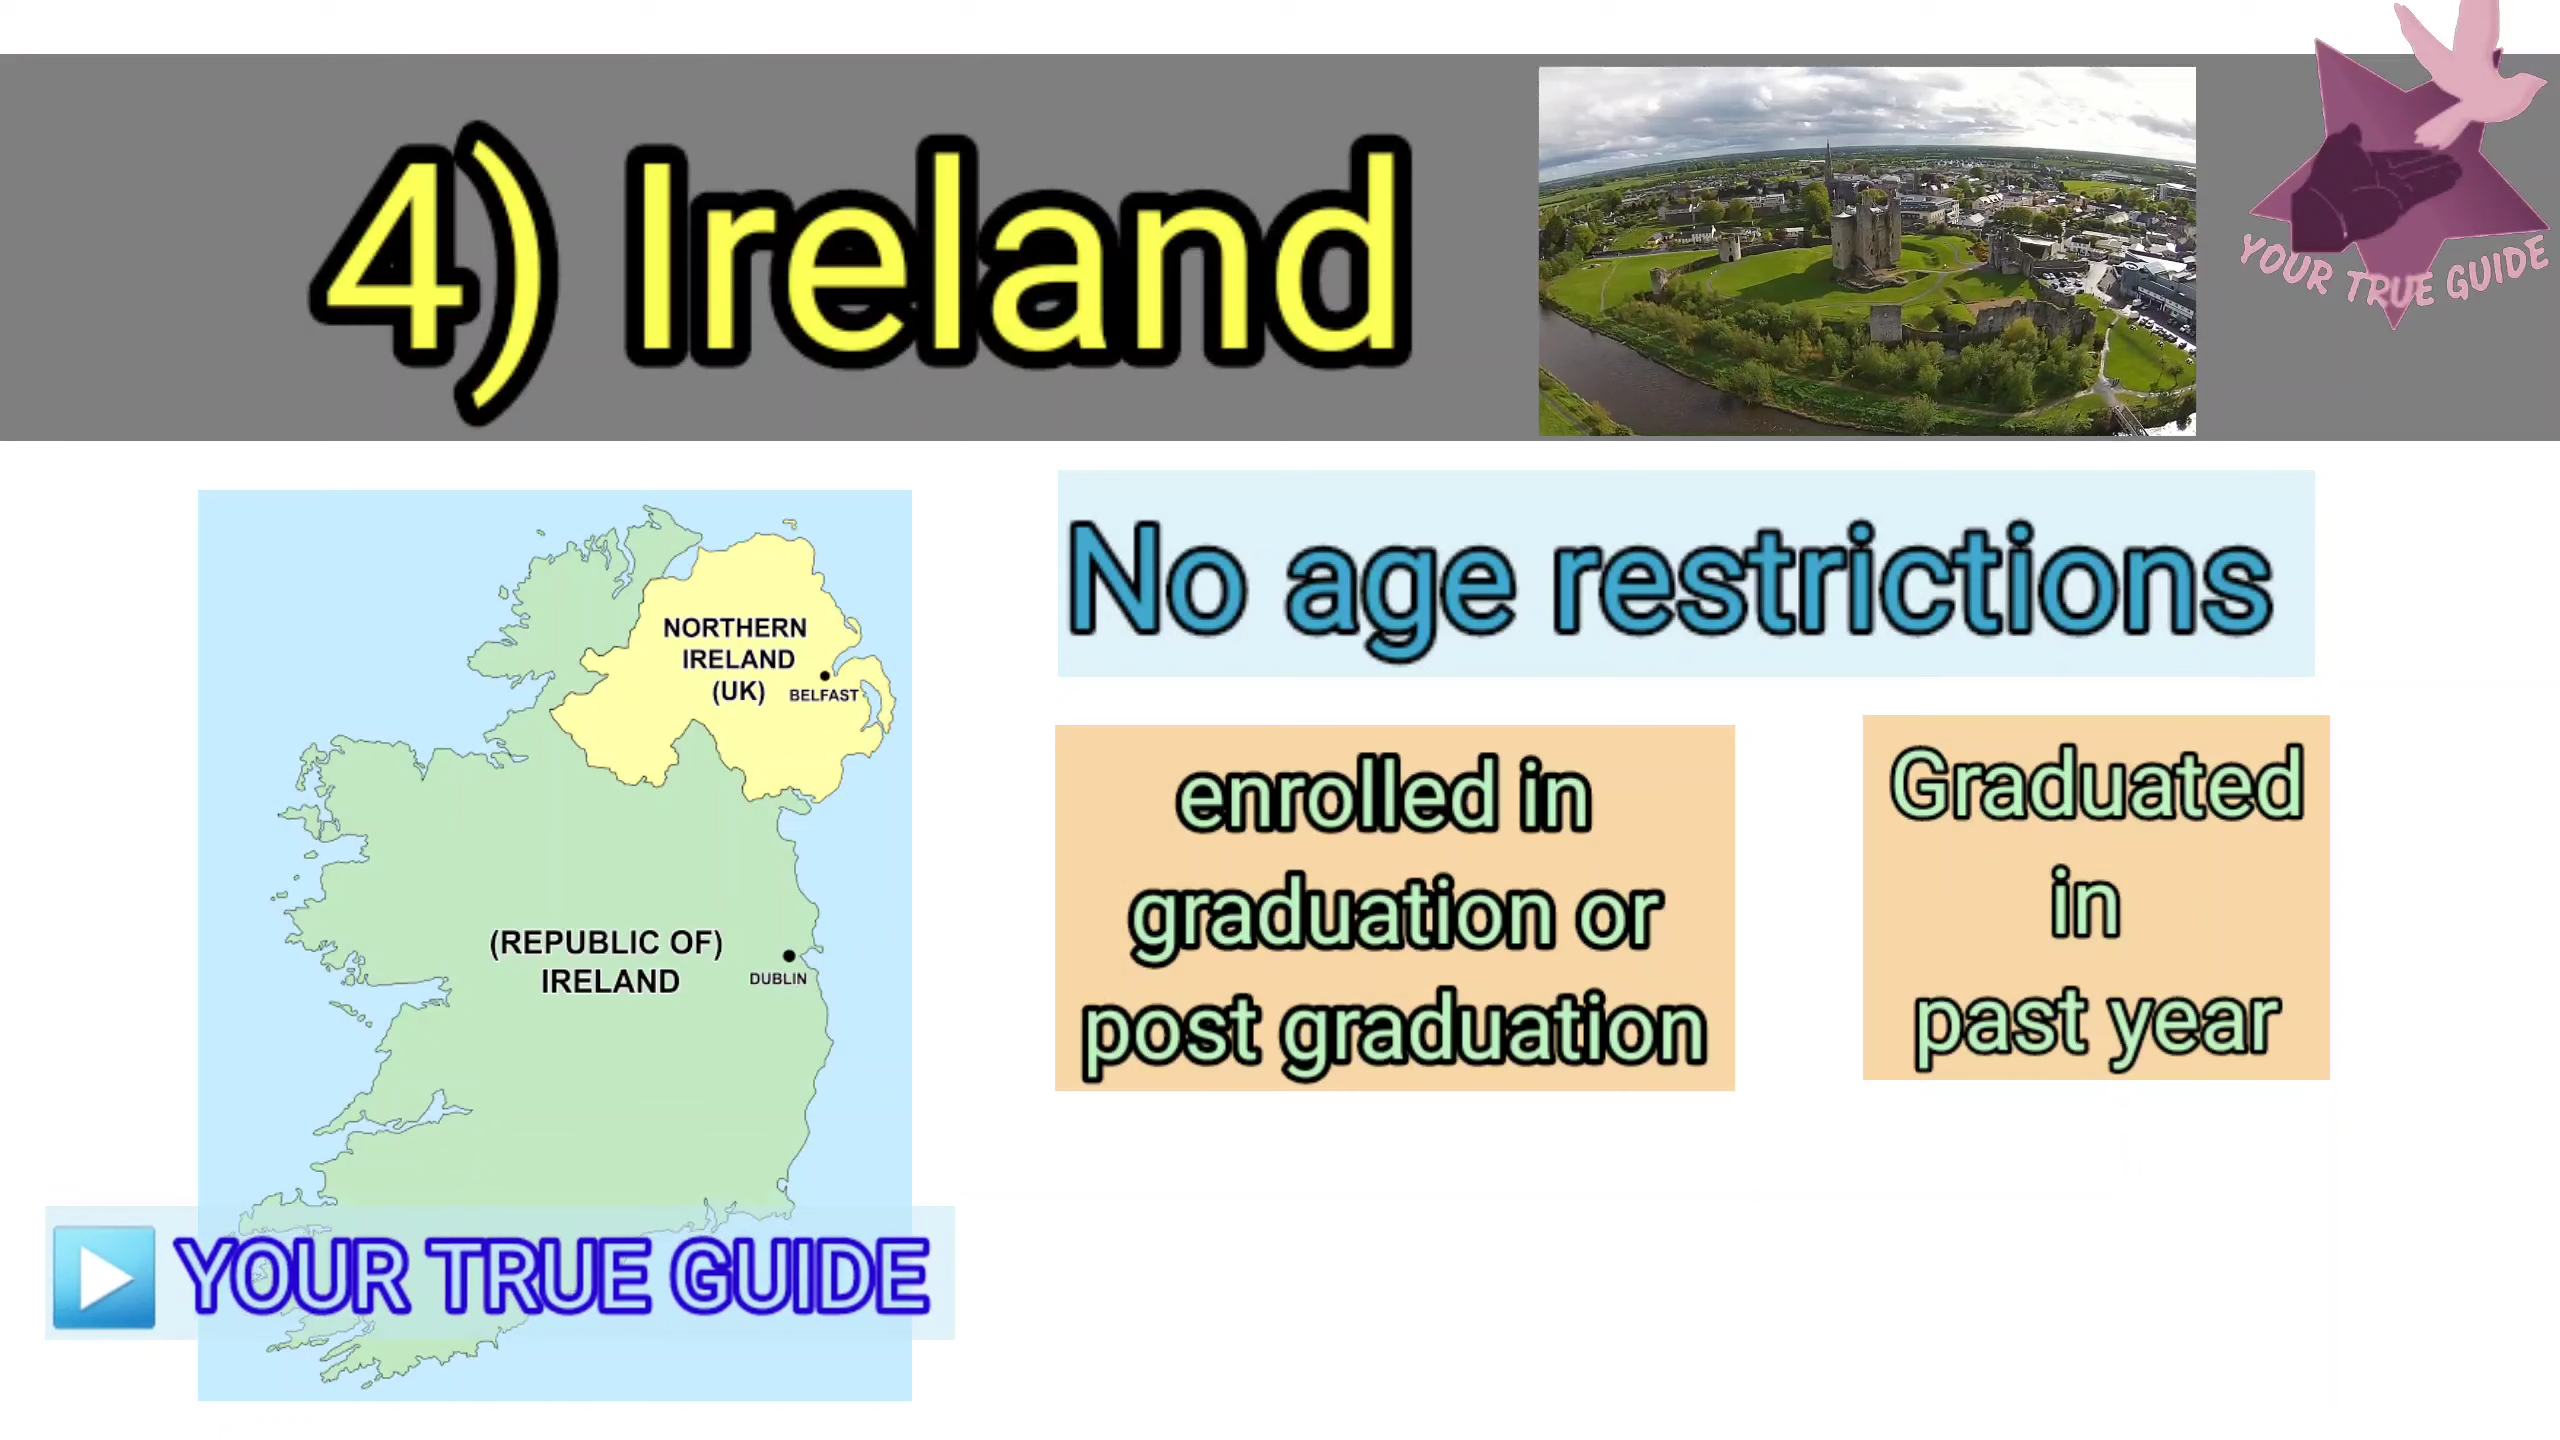 4) Ireland
YOUR TRUE GUIDE
No age restrictions
NORTHERN
IRELAND
(UK)
BELFAST
(REPUBLIC OF)
IRELAND
DUBLIN
enrolled in
graduation or
post graduation
Graduated
in
past year
YOUR TRUE GUIDE